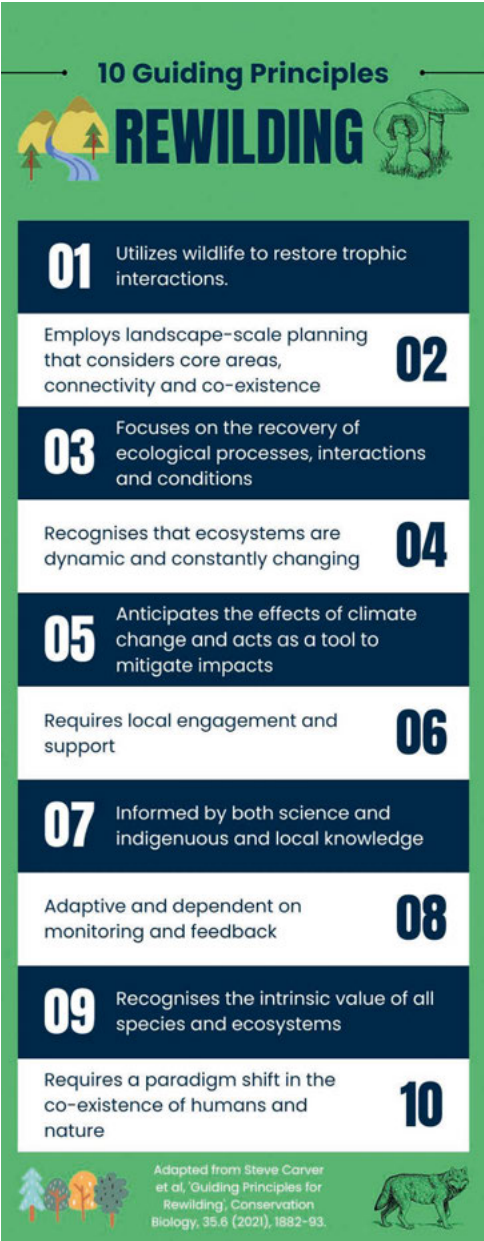 10 Guiding Principles
REWILDING
01
Utilizes wildlife to restore trophic
interactions.
Employs landscape-scale planning
that considers core areas,
connectivity and co-existence
02
03
Focuses on the recovery of
ecological processes, interactions
and conditions
Recognises that ecosystems are
dynamic and constantly changing
04
05
Anticipates the effects of climate
change and acts as a tool to
mitigate impacts
Requires local engagement and
support
06
07
Informed by both science and
indigenuous and local knowledge
Adaptive and dependent on
monitoring and feedback
08
09
Recognises the intrinsic value of all
species and ecosystems
Requires a paradigm shift in the
co-existence of humans and
nature
10
Adapted from Steve Carver
et al, 'Guiding Principles for
Rewilding', Conservation
Biology, 35.6 (2021), 1882-93.